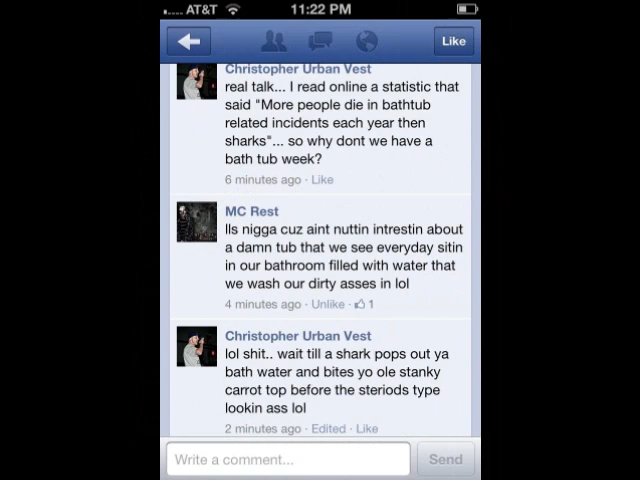 AT&T 11:22 PM
Like
Christopher Urban Vest
real talk... I read online a statistic that
said "More people die in bathtub
related incidents each year then
sharks"... so why dont we have a
bath tub week?
6 minutes ago · Like
MC Rest
lls nigga cuz aint nuttin intrestin about
a damn tub that we see everyday sitin
in our bathroom filled with water that
we wash our dirty asses in lol
4 minutes ago · Unlike · 1
Christopher Urban Vest
lol shit.. wait till a shark pops out ya
bath water and bites yo ole stanky
carrot top before the steriods type
lookin ass lol
2 minutes ago · Edited · Like
Write a comment... Send